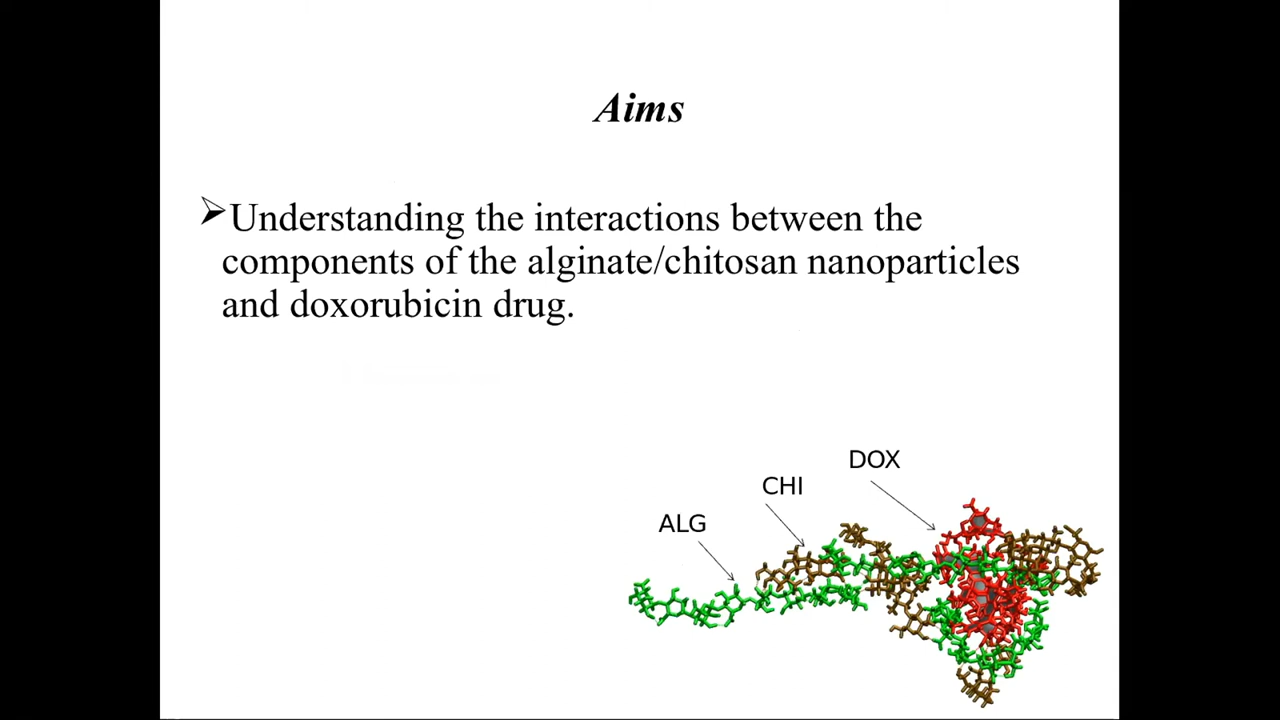 Aims
➢Understanding the interactions between the
components of the alginate/chitosan nanoparticles
and doxorubicin drug.
DOX
CHI
ALG